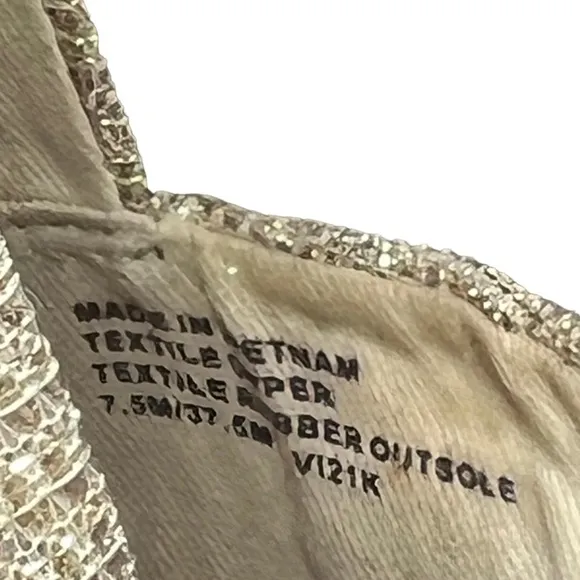 MADE IN VIETNAM
TEXTILE UPPER
TEXTILE RUBBER OUTSOLE
7.5M/37.5M VI21K